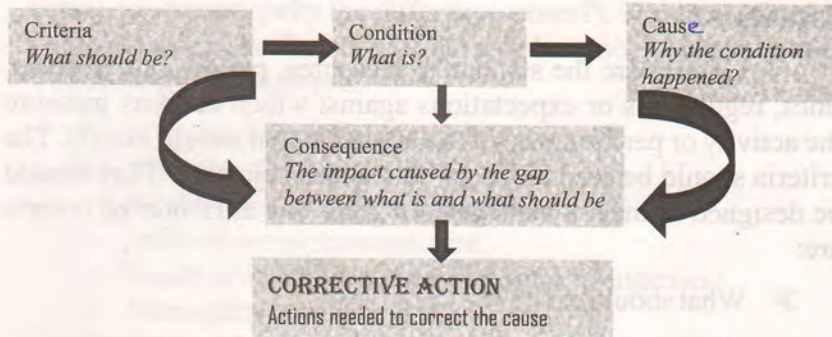 Criteria
What should be?
Condition
What is?
Cause
Why the condition
happened?
Consequence
The impact caused by the gap
between what is and what should be
CORRECTIVE ACTION
Actions needed to correct the cause